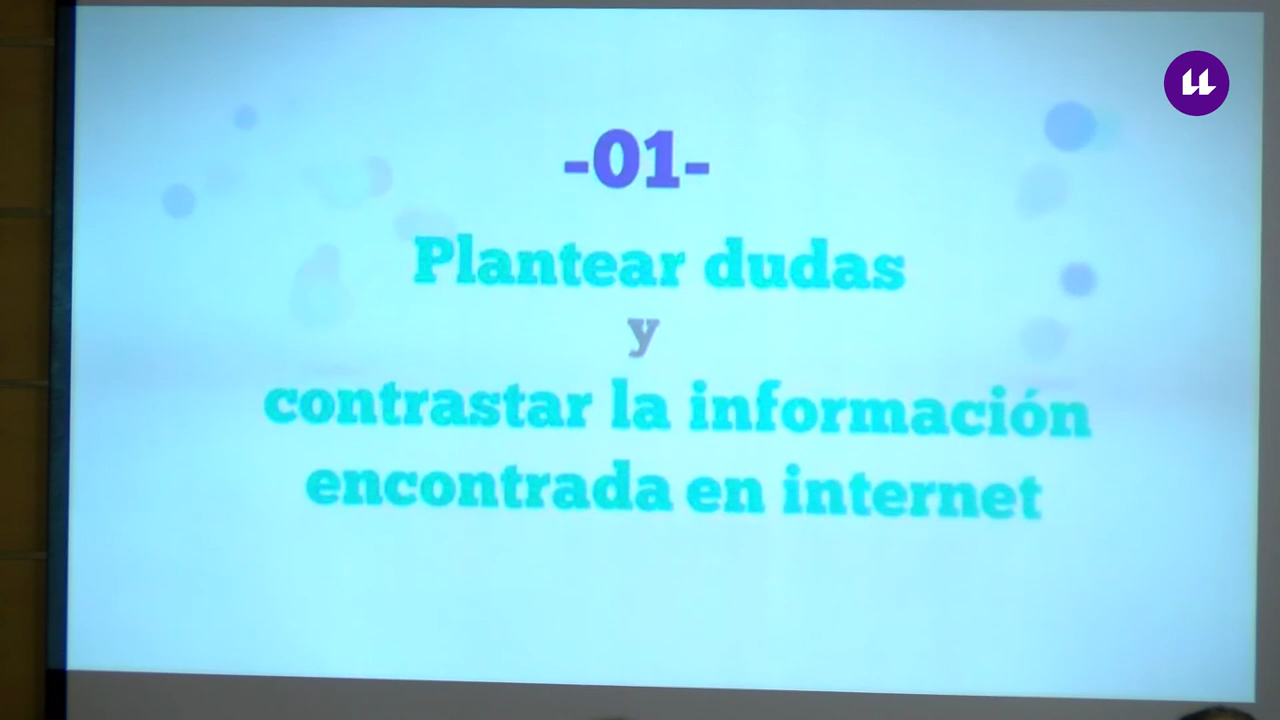 -01-
Plantear dudas
y
contrastar la información
encontrada en internet